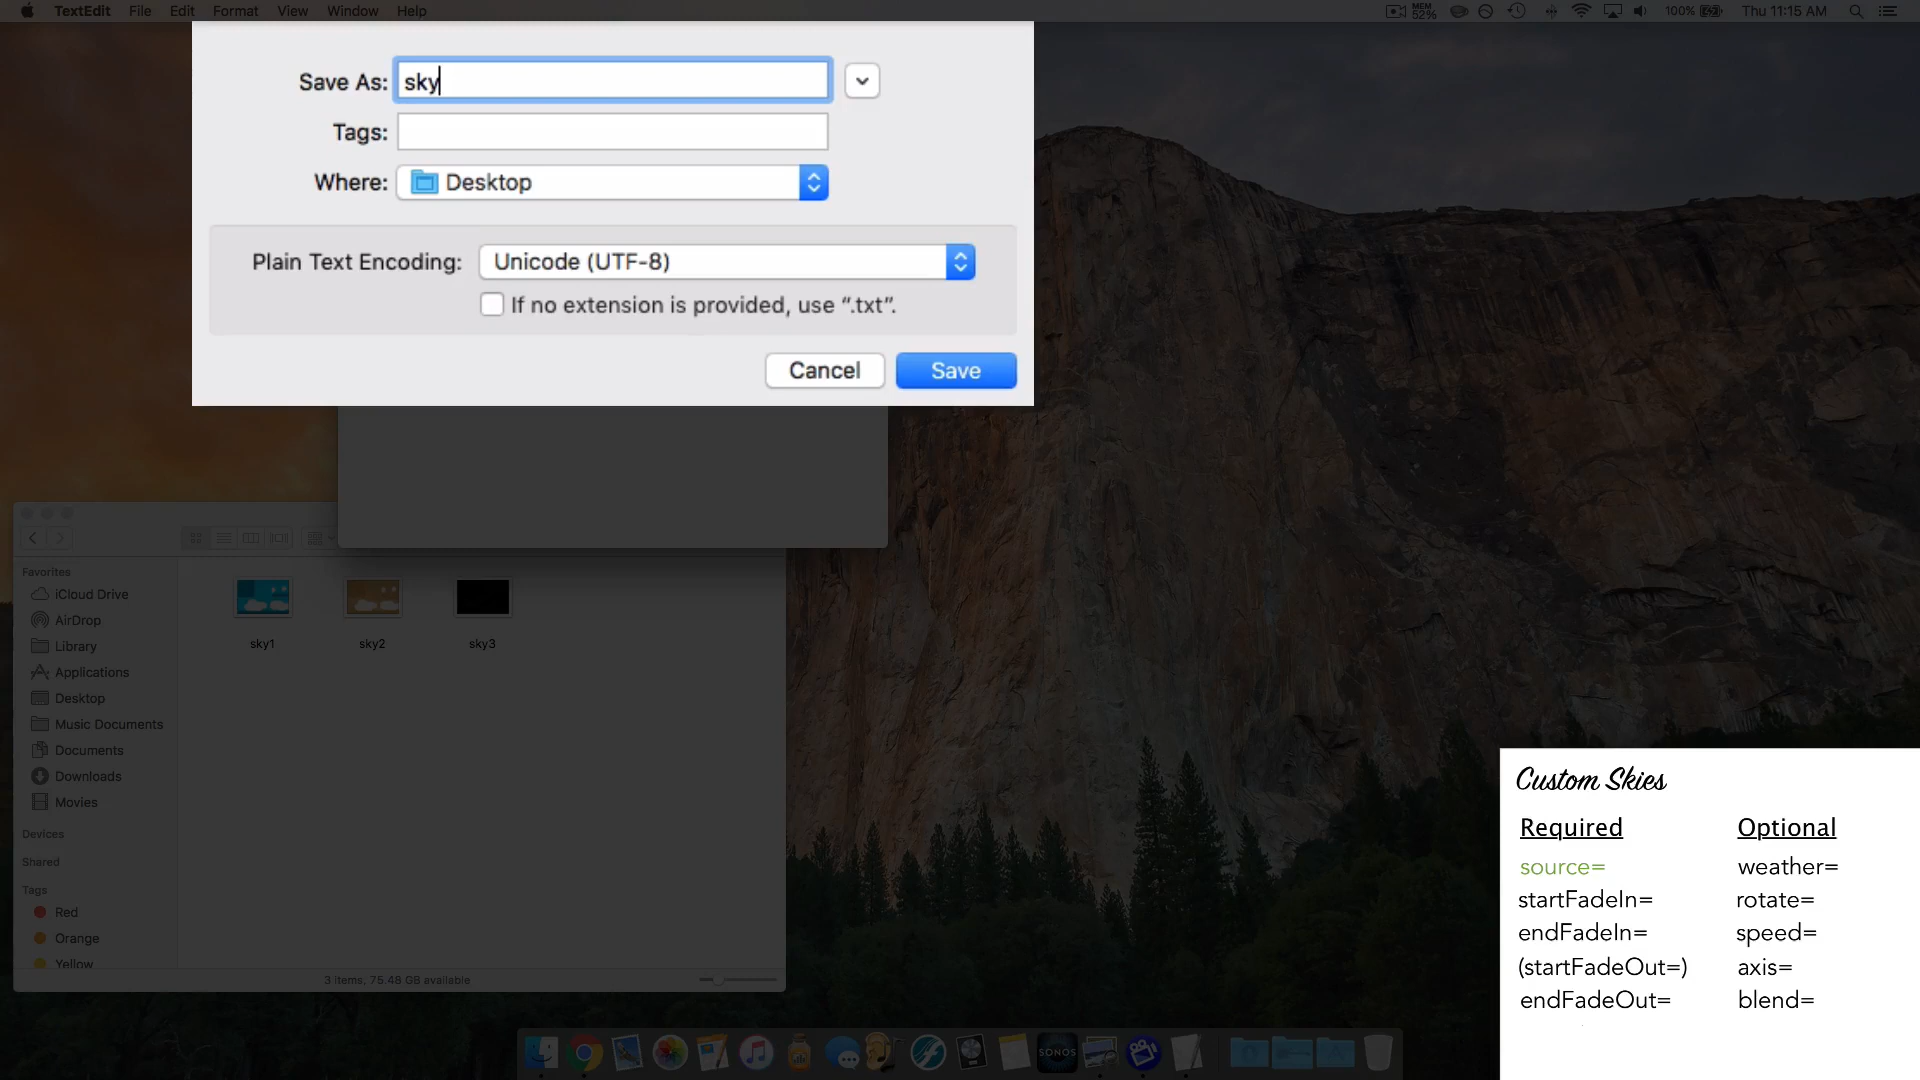 TextEdit File Edit Format View Window Help MEM 52% 100% Thu 11:15 AM
Save As: sky
Tags:
Where: Desktop
Plain Text Encoding: Unicode (UTF-8)
If no extension is provided, use “.txt”.
Cancel Save
Favorites
iCloud Drive
AirDrop
Library
Applications
Desktop
Music Documents
Documents
Downloads
Movies
Devices
Shared
Tags
Red
Orange
Yellow
sky1 sky2 sky3
3 items, 75.48 GB available
Custom Skies
Required
source=
startFadeIn=
endFadeIn=
(startFadeOut=)
endFadeOut=
Optional
weather=
rotate=
speed=
axis=
blend=
SONOS